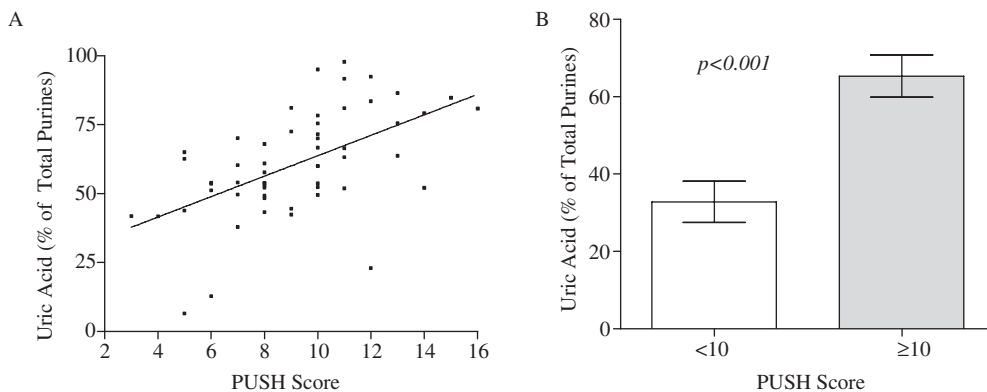 A
Uric Acid (% of Total Purines)
100
75
50
25
0
2 4 6 8 10 12 14 16
PUSH Score
B
Uric Acid (% of Total Purines)
80
60
40
20
0
p<0.001
<10 ≥10
PUSH Score